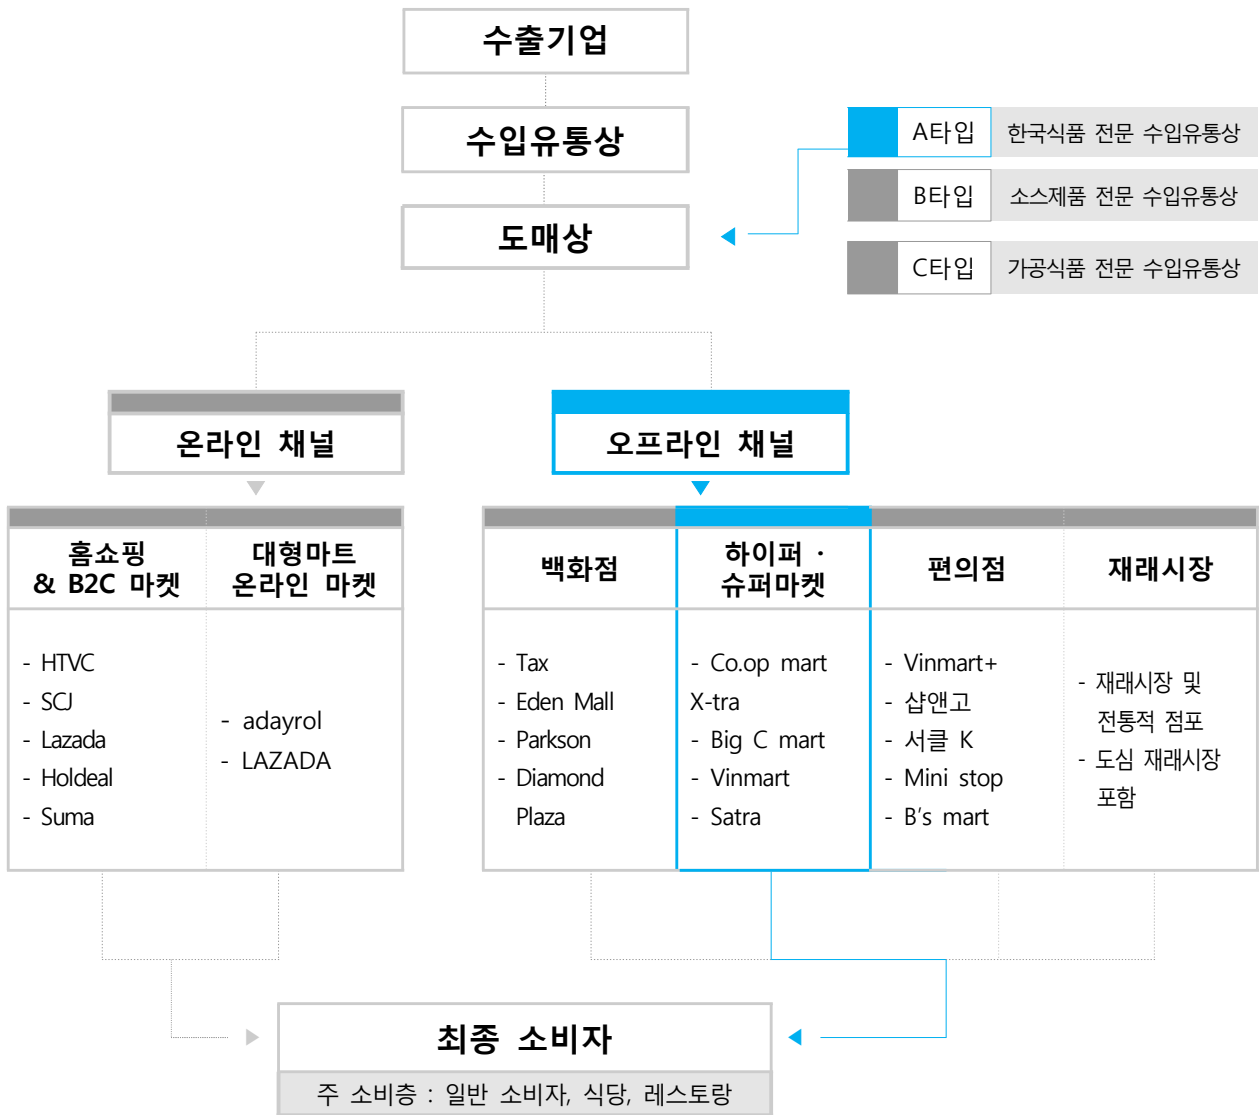 수출기업
수입유통상
도매상
A타입 한국식품 전문 수입유통상
B타입 소스제품 전문 수입유통상
C타입 가공식품 전문 수입유통상
온라인 채널
오프라인 채널
홈쇼핑
& B2C 마켓
대형마트
온라인 마켓
백화점
하이퍼 ·
슈퍼마켓
편의점
재래시장
- HTVC
- SCJ
- Lazada
- Holdeal
- Suma
- adayrol
- LAZADA
- Tax
- Eden Mall
- Parkson
- Diamond
Plaza
- Co.op mart
X-tra
- Big C mart
- Vinmart
- Satra
- Vinmart+
- 샵앤고
- 서클 K
- Mini stop
- B's mart
- 재래시장 및
전통적 점포
- 도심 재래시장
포함
최종 소비자
주 소비층 : 일반 소비자, 식당, 레스토랑